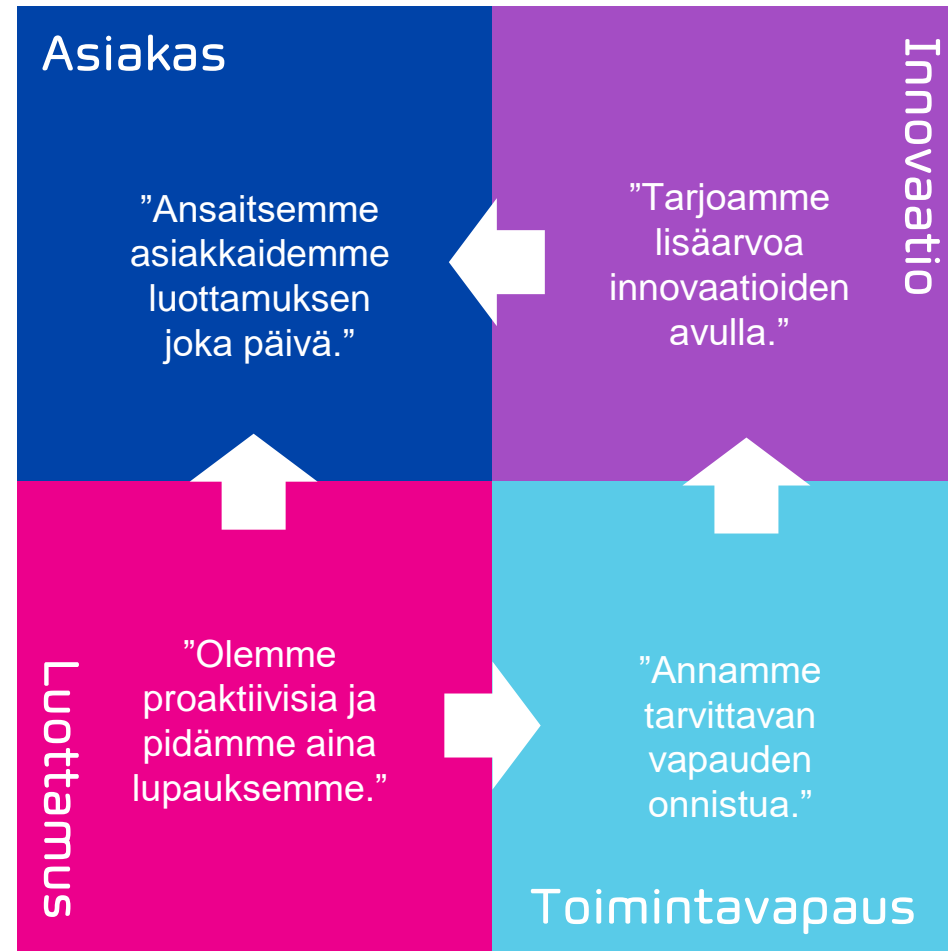 Asiakas
”Ansaitsemme
asiakkaidemme
luottamuksen
joka päivä.”
Innovaatio
”Tarjoamme
lisäarvoa
innovaatioiden
avulla.”
Luottamus
”Olemme
proaktiivisia ja
pidämme aina
lupauksemme.”
”Annamme
tarvittavan
vapauden
onnistua.”
Toimintavapaus